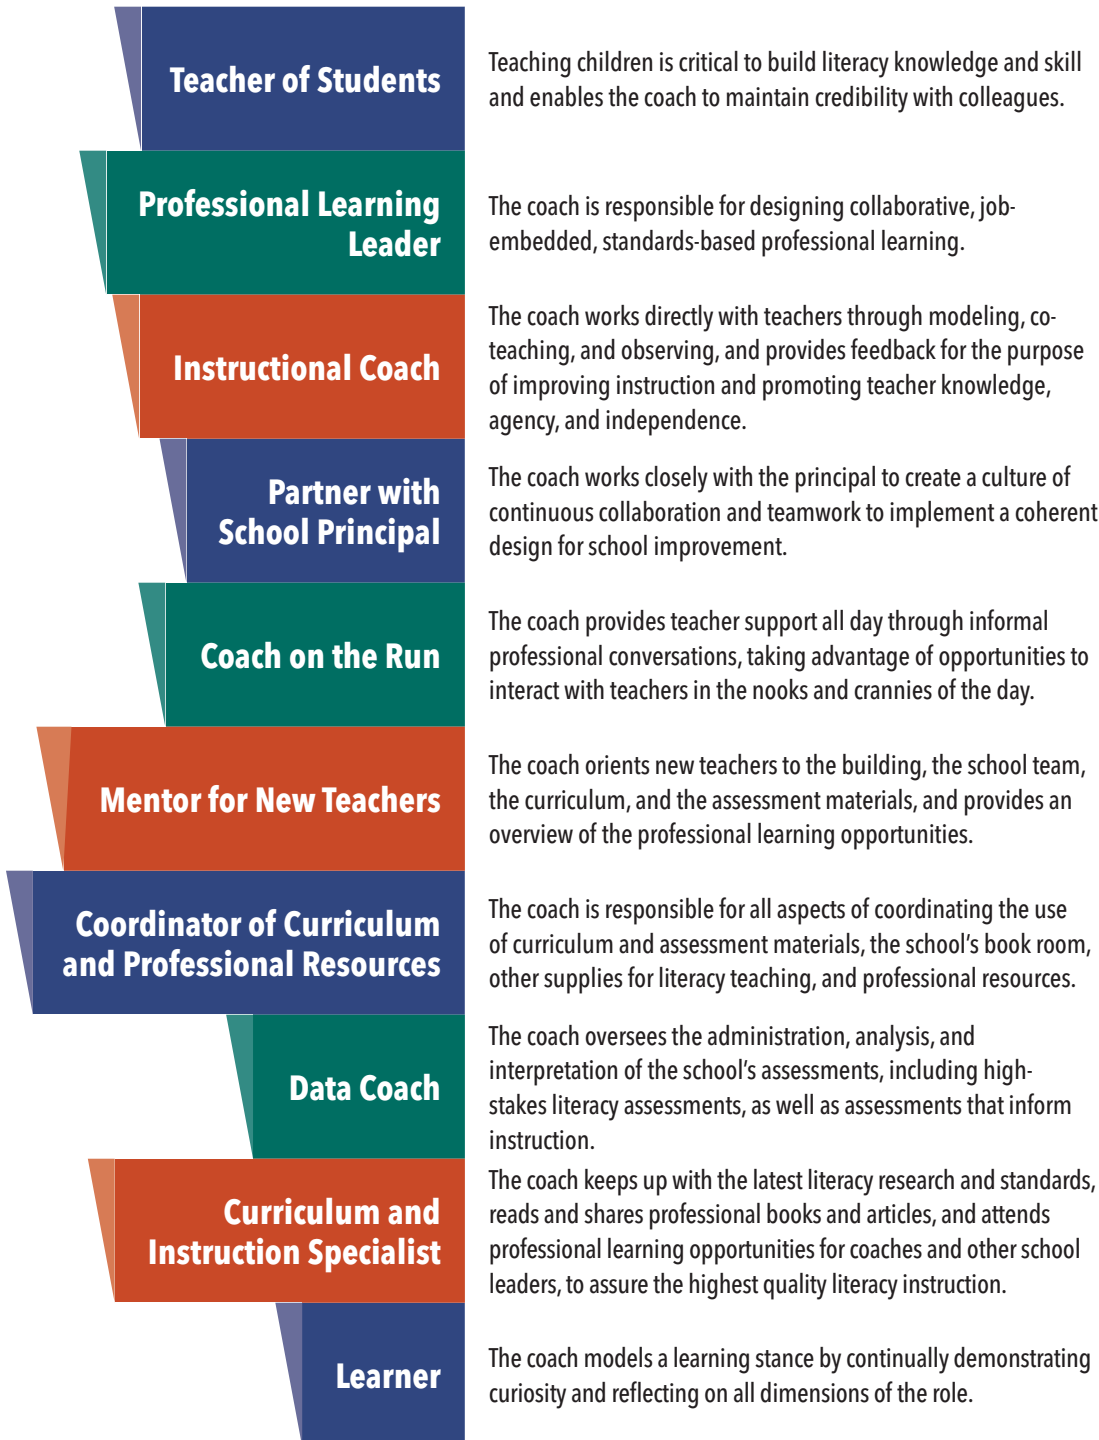 Teacher of Students
Teaching children is critical to build literacy knowledge and skill
and enables the coach to maintain credibility with colleagues.
Professional Learning
Leader
The coach is responsible for designing collaborative, job-
embedded, standards-based professional learning.
Instructional Coach
The coach works directly with teachers through modeling, co-
teaching, and observing, and provides feedback for the purpose
of improving instruction and promoting teacher knowledge,
agency, and independence.
Partner with
School Principal
The coach works closely with the principal to create a culture of
continuous collaboration and teamwork to implement a coherent
design for school improvement.
Coach on the Run
The coach provides teacher support all day through informal
professional conversations, taking advantage of opportunities to
interact with teachers in the nooks and crannies of the day.
Mentor for New Teachers
The coach orients new teachers to the building, the school team,
the curriculum, and the assessment materials, and provides an
overview of the professional learning opportunities.
Coordinator of Curriculum
and Professional Resources
The coach is responsible for all aspects of coordinating the use
of curriculum and assessment materials, the school’s book room,
other supplies for literacy teaching, and professional resources.
Data Coach
The coach oversees the administration, analysis, and
interpretation of the school’s assessments, including high-
stakes literacy assessments, as well as assessments that inform
instruction.
Curriculum and
Instruction Specialist
The coach keeps up with the latest literacy research and standards,
reads and shares professional books and articles, and attends
professional learning opportunities for coaches and other school
leaders, to assure the highest quality literacy instruction.
Learner
The coach models a learning stance by continually demonstrating
curiosity and reflecting on all dimensions of the role.